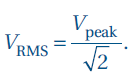 V_RMS = V_peak / √2.